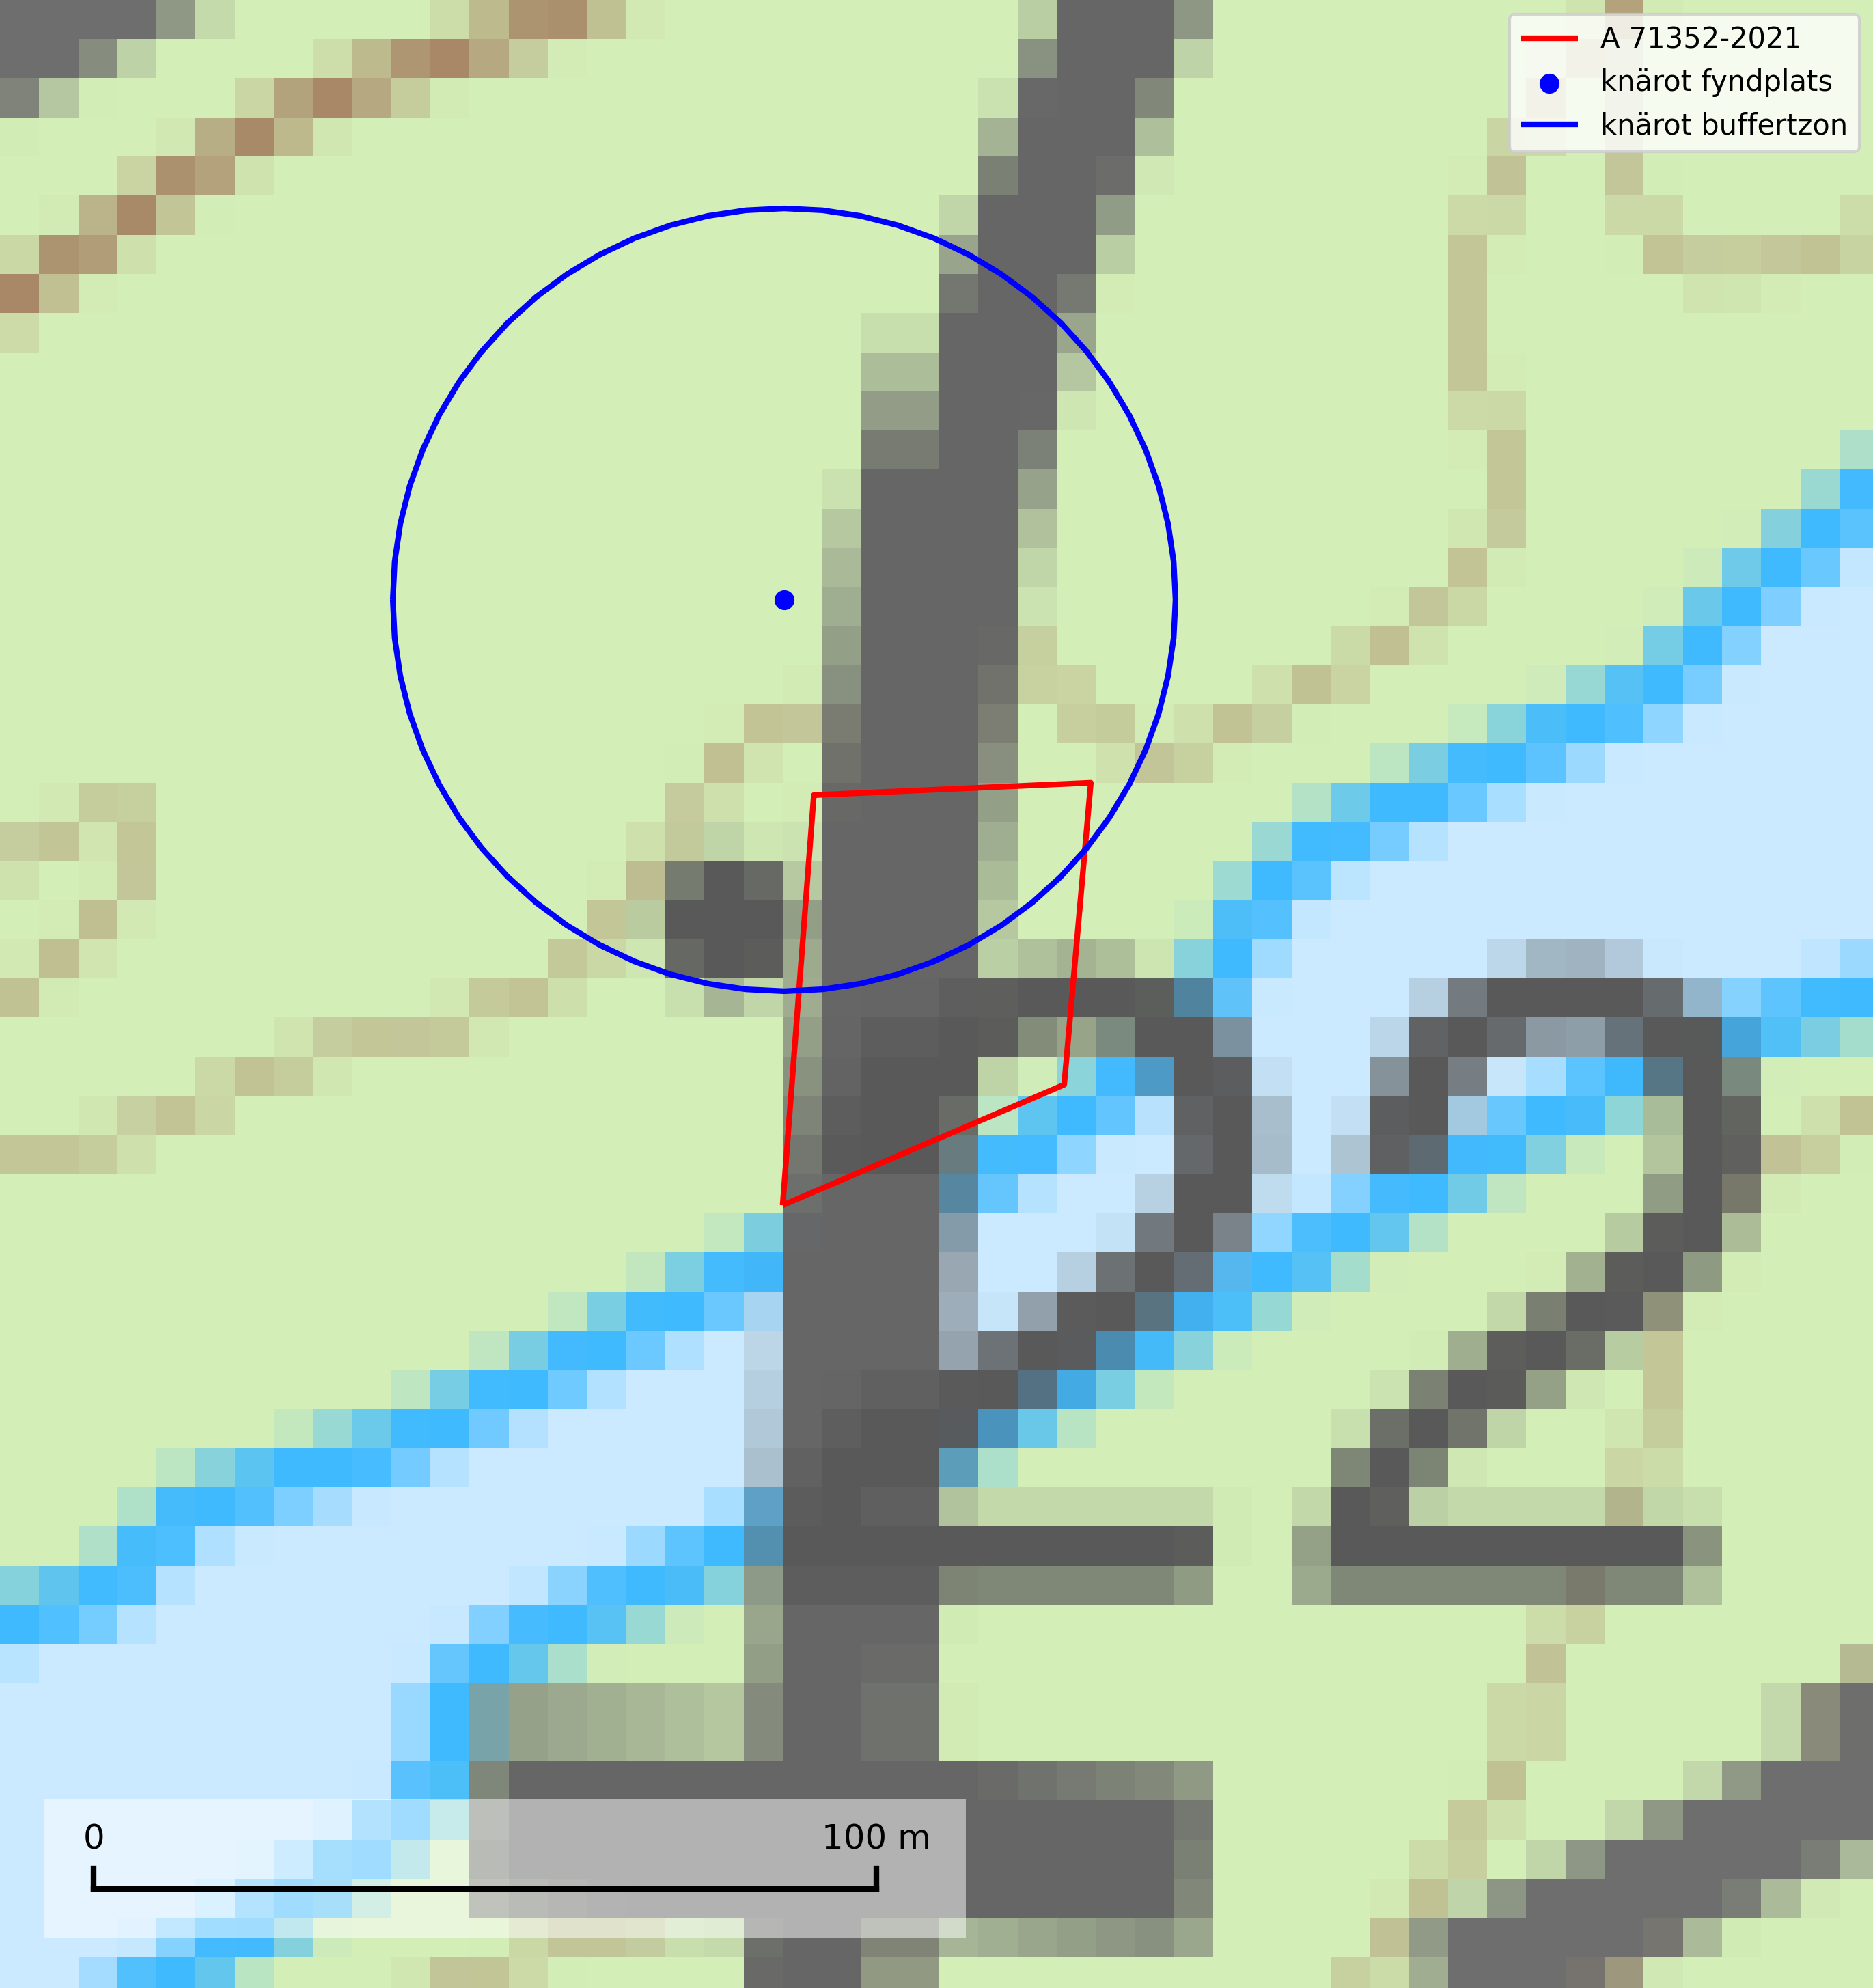 A 71352-2021
knärot fyndplats
knärot buffertzon
0 100 m